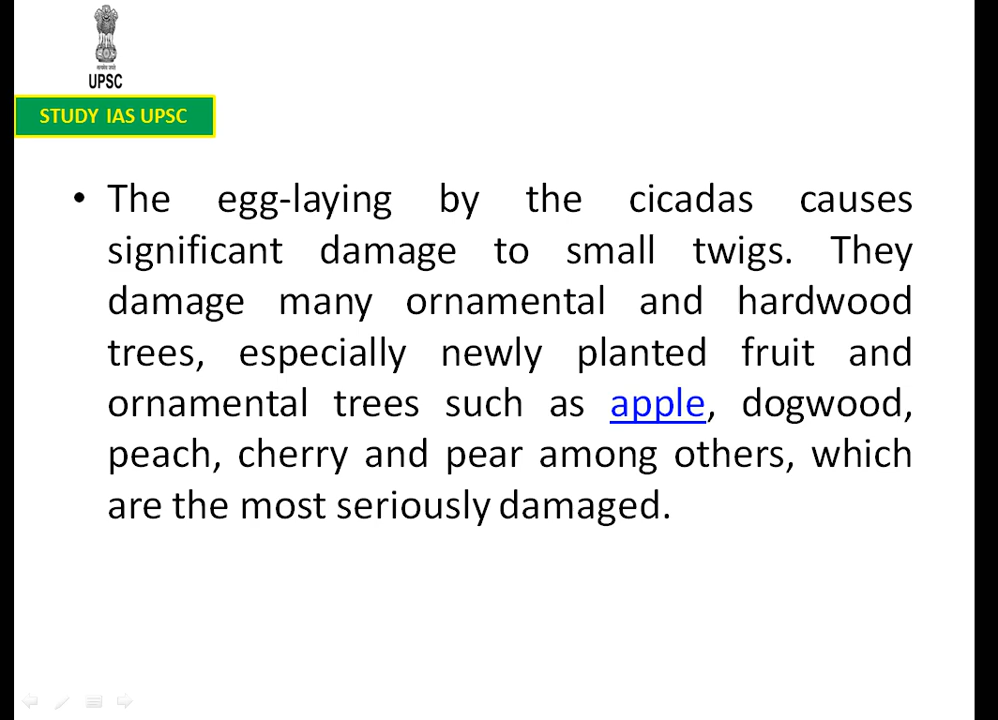 UPSC
STUDY IAS UPSC
• The egg-laying by the cicadas causes
significant damage to small twigs. They
damage many ornamental and hardwood
trees, especially newly planted fruit and
ornamental trees such as apple, dogwood,
peach, cherry and pear among others, which
are the most seriously damaged.